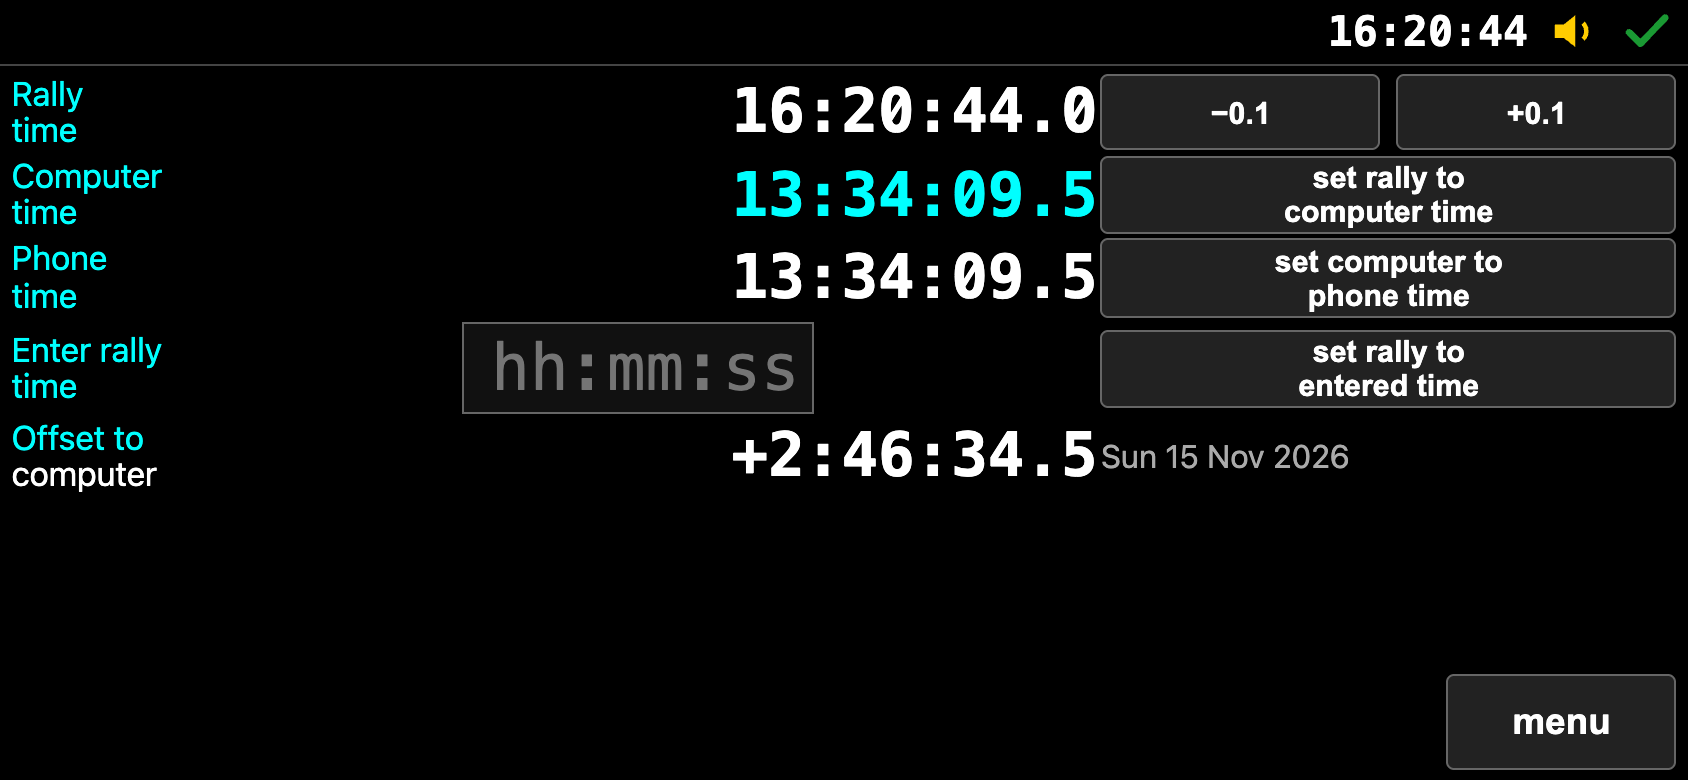 16:20:44
Rally
time
16:20:44.0
−0.1
+0.1
Computer
time
13:34:09.5
set rally to
computer time
Phone
time
13:34:09.5
set computer to
phone time
Enter rally
time
hh:mm:ss
set rally to
entered time
Offset to
computer
+2:46:34.5
Sun 15 Nov 2026
menu